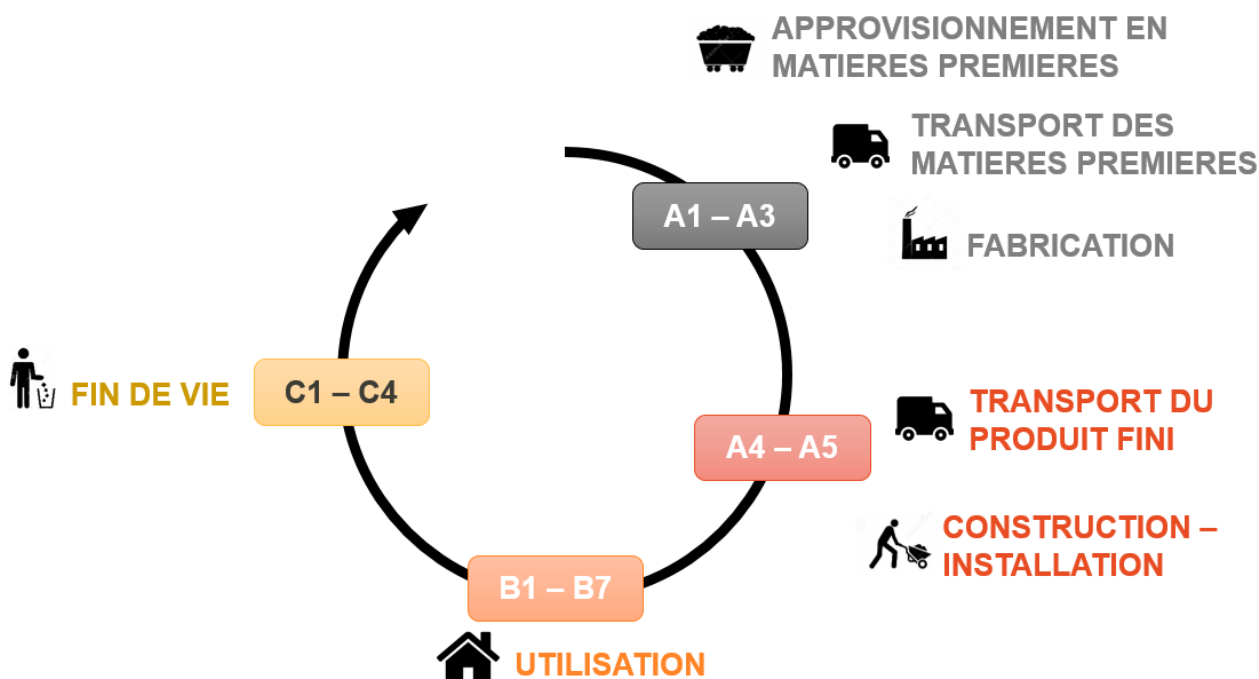 APPROVISIONNEMENT EN
MATIERES PREMIERES
TRANSPORT DES
MATIERES PREMIERES
A1 – A3
FABRICATION
FIN DE VIE
C1 – C4
TRANSPORT DU
PRODUIT FINI
A4 – A5
CONSTRUCTION –
INSTALLATION
B1 – B7
UTILISATION